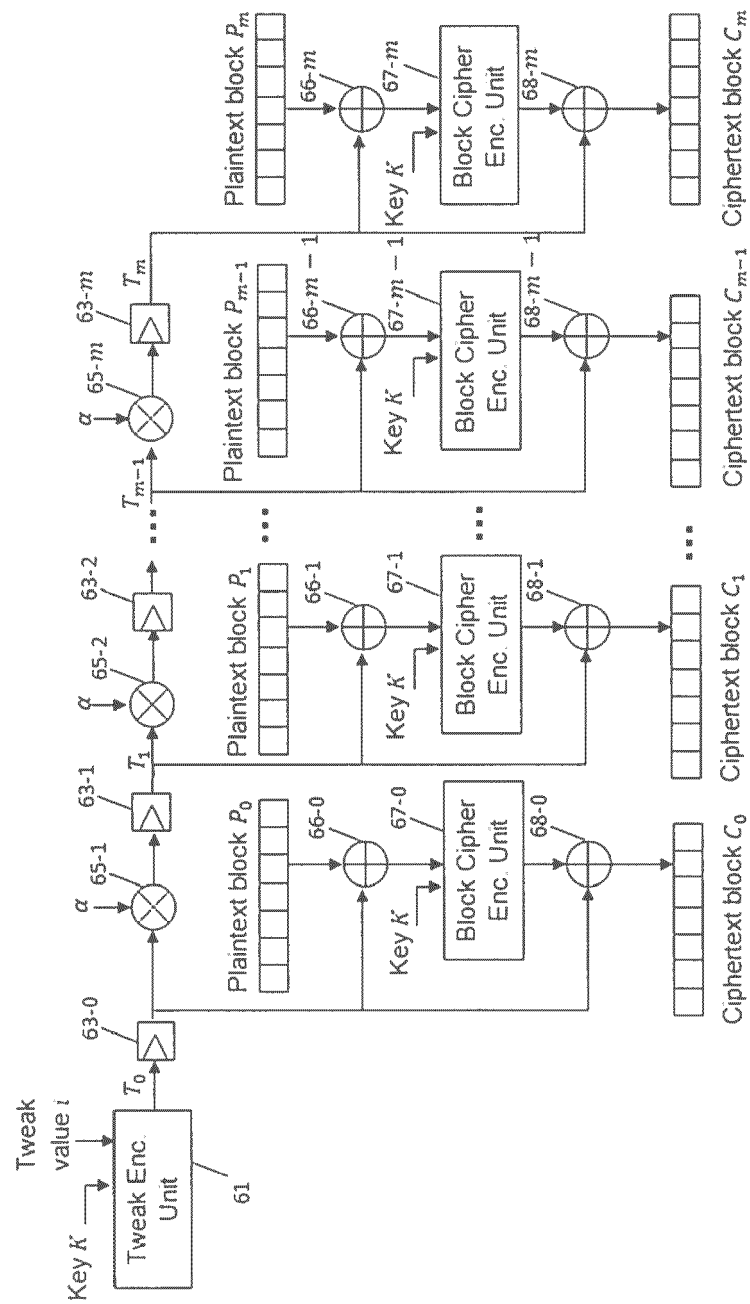 Tweak
value i
Key K
Tweak Enc.
Unit
61
T₀
63-0
α
65-1
63-1
T₁
α
65-2
63-2
...
Tₘ₋₁
α
65-m
63-m
Tₘ
Plaintext block P₀
66-0
Key K
67-0
Block Cipher
Enc. Unit
68-0
Ciphertext block C₀
Plaintext block P₁
66-1
Key K
67-1
Block Cipher
Enc. Unit
68-1
Ciphertext block C₁
...
...
...
Plaintext block Pₘ₋₁
66-m − 1
Key K
67-m − 1
Block Cipher
Enc. Unit
68-m − 1
Ciphertext block Cₘ₋₁
Plaintext block Pₘ
66-m
Key K
67-m
Block Cipher
Enc. Unit
68-m
Ciphertext block Cₘ